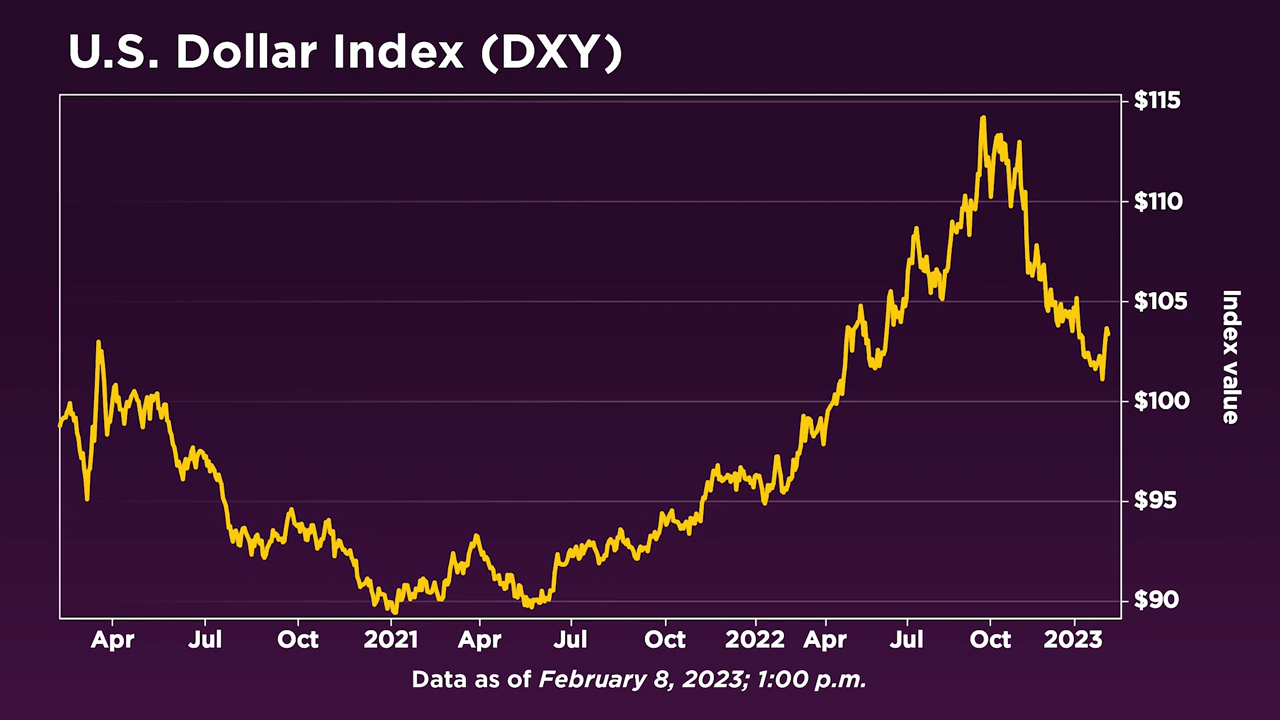 U.S. Dollar Index (DXY)
$115
$110
$105
$100
$95
$90
Index value
Apr Jul Oct 2021 Apr Jul Oct 2022 Apr Jul Oct 2023
Data as of February 8, 2023; 1:00 p.m.